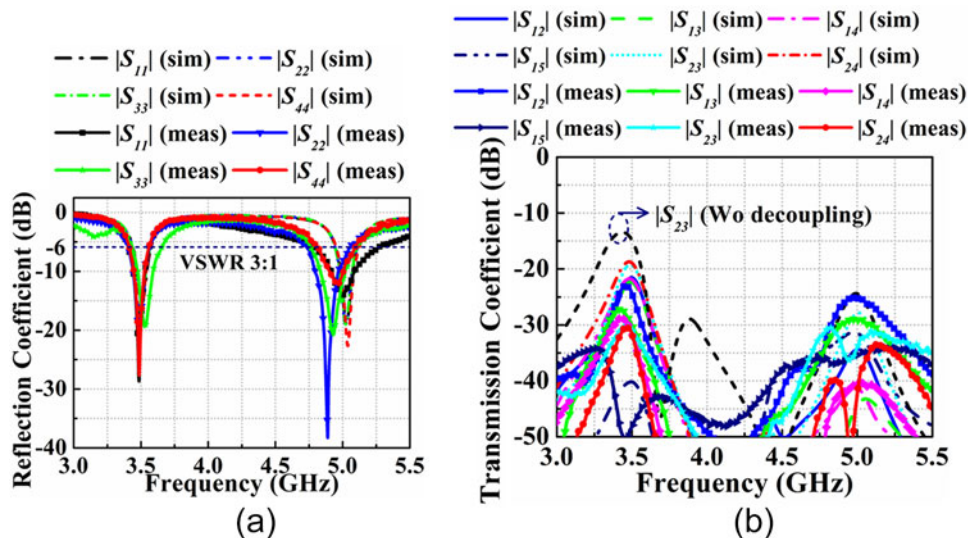 |S11| (sim) |S22| (sim)
|S33| (sim) |S44| (sim)
|S11| (meas) |S22| (meas)
|S33| (meas) |S44| (meas)
Reflection Coefficient (dB)
0
-6
-10
-20
-30
-40
VSWR 3:1
3.0 3.5 4.0 4.5 5.0 5.5
Frequency (GHz)
(a)
|S12| (sim) |S13| (sim) |S14| (sim)
|S15| (sim) |S23| (sim) |S24| (sim)
|S12| (meas) |S13| (meas) |S14| (meas)
|S15| (meas) |S23| (meas) |S24| (meas)
Transmission Coefficient (dB)
0
-10
-20
-30
-40
-50
|S23| (Wo decoupling)
3.0 3.5 4.0 4.5 5.0 5.5
Frequency (GHz)
(b)